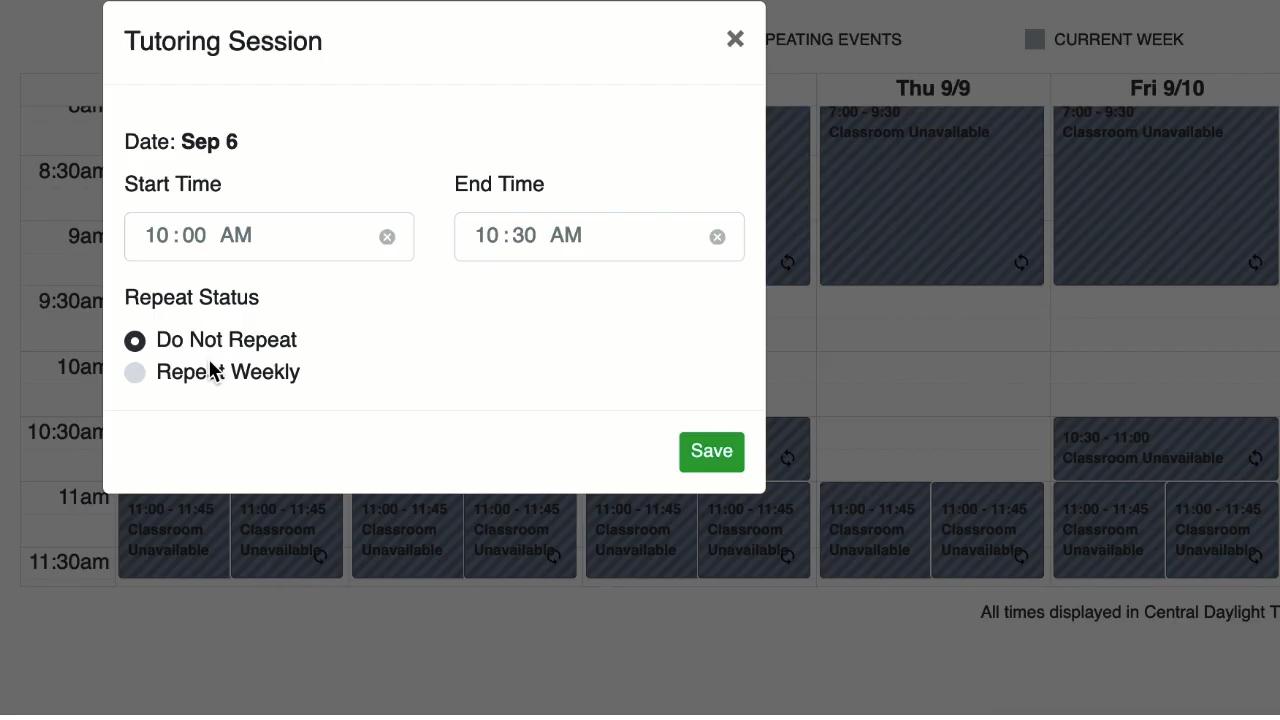 Tutoring Session
×
PEATING EVENTS
CURRENT WEEK
Date: Sep 6
Start Time
End Time
10:00 AM
10:30 AM
Repeat Status
Do Not Repeat
Repeat Weekly
Save
Thu 9/9
Fri 9/10
8:30am
9am
9:30am
10am
10:30am
11am
11:30am
7:00 - 9:30
Classroom Unavailable
7:00 - 9:30
Classroom Unavailable
10:30 - 11:00
Classroom Unavailable
11:00 - 11:45
Classroom
Unavailable
11:00 - 11:45
Classroom
Unavailable
11:00 - 11:45
Classroom
Unavailable
11:00 - 11:45
Classroom
Unavailable
11:00 - 11:45
Classroom
Unavailable
11:00 - 11:45
Classroom
Unavailable
11:00 - 11:45
Classroom
Unavailable
11:00 - 11:45
Classroom
Unavailable
11:00 - 11:45
Classroom
Unavailable
11:00 - 11:45
Classroom
Unavailable
All times displayed in Central Daylight T